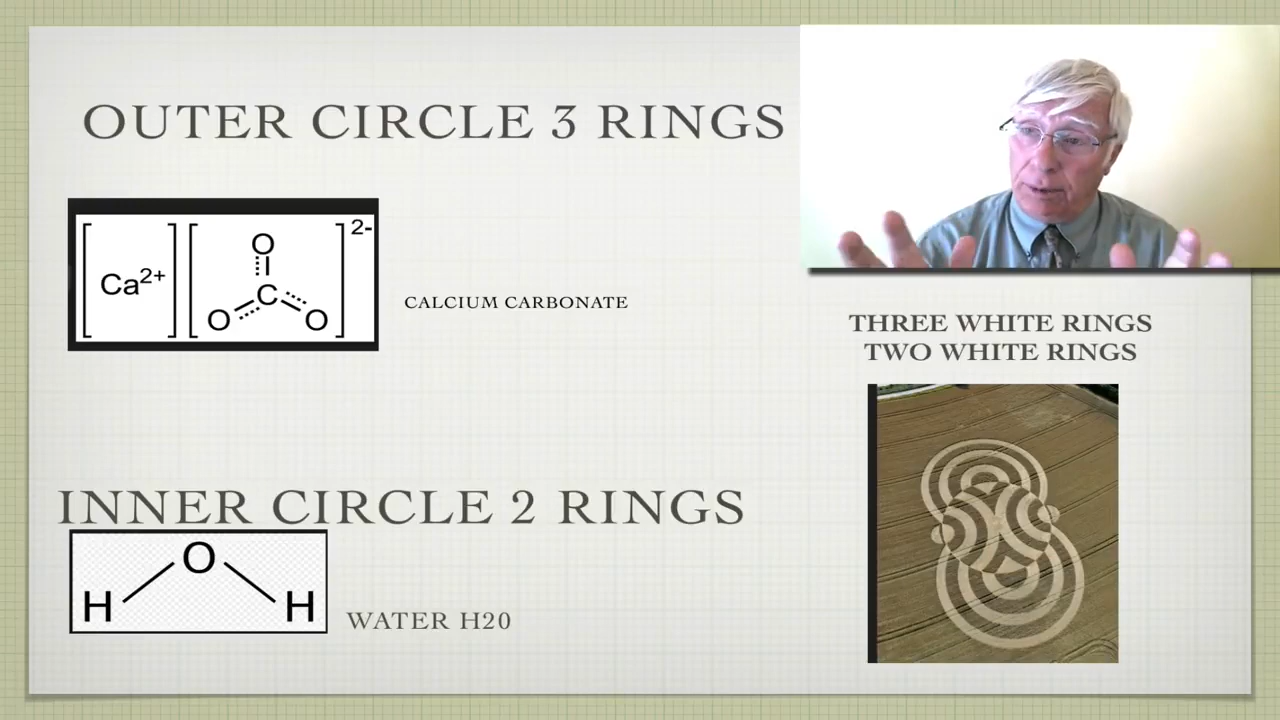 OUTER CIRCLE 3 RINGS
[ Ca2+ ] [ O C O O ] 2-
CALCIUM CARBONATE
THREE WHITE RINGS
TWO WHITE RINGS
INNER CIRCLE 2 RINGS
O
H H
WATER H20